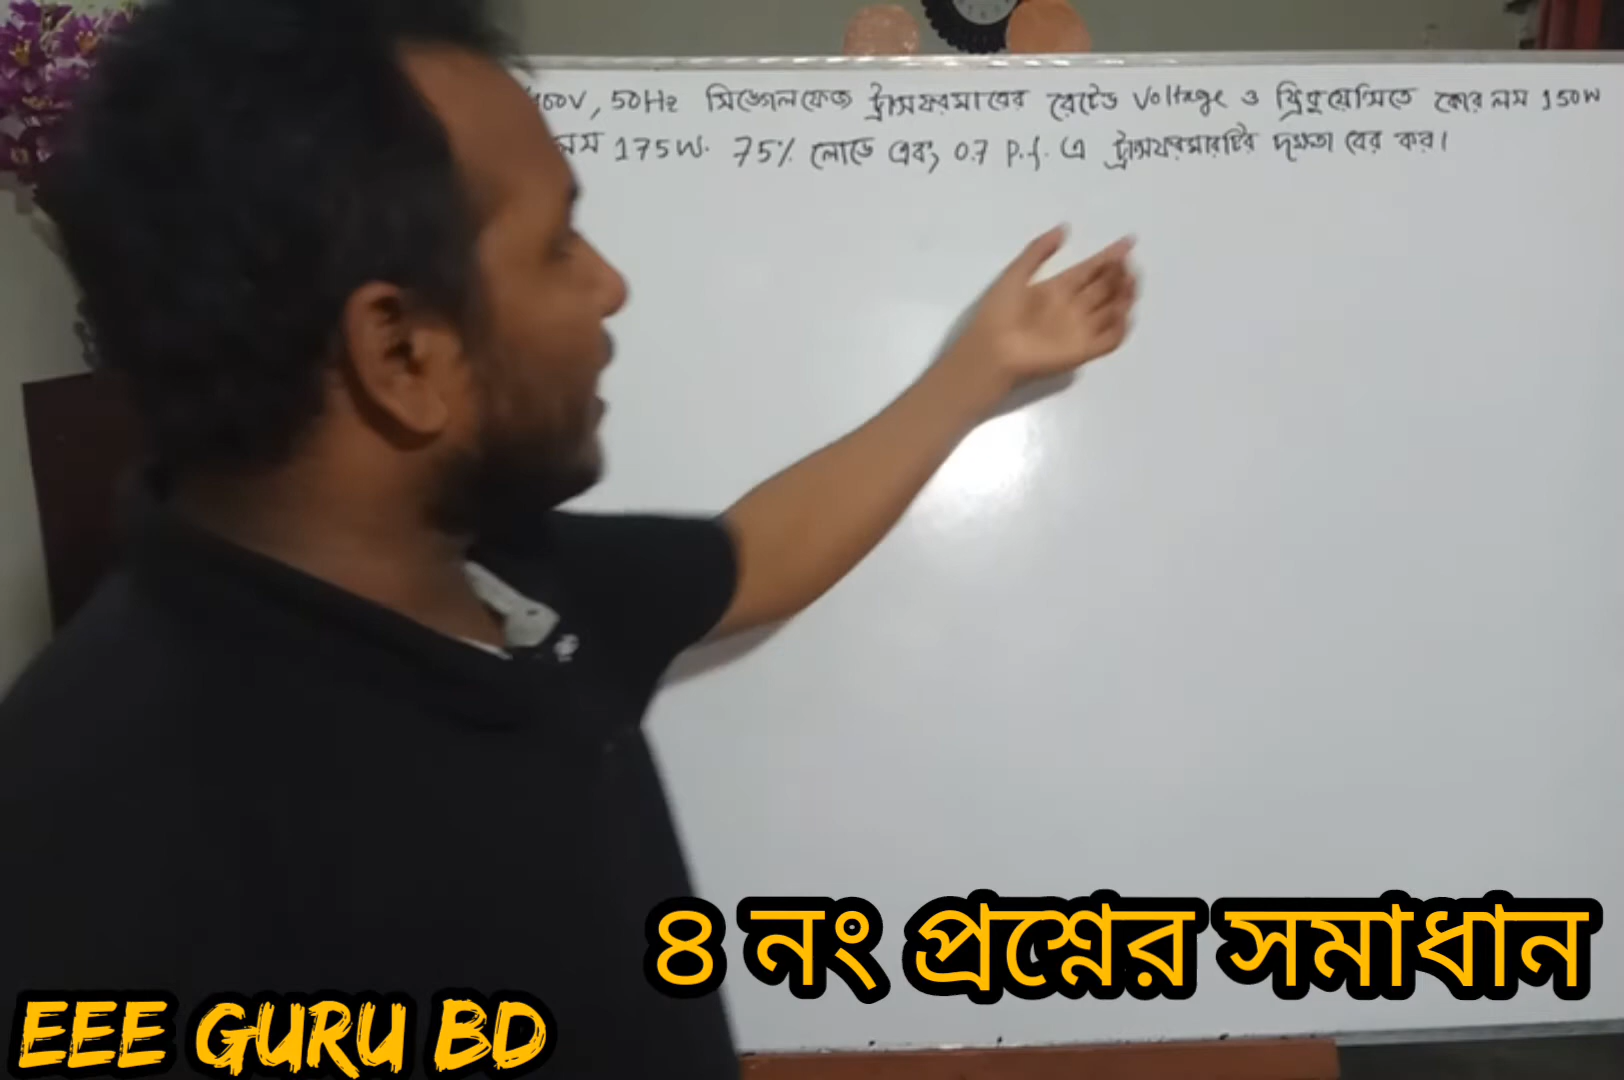 400V, 50Hz সিঙ্গেলফেজ ট্রান্সফরমারের রেটেড Voltage ও ফ্রিকুয়েন্সিতে কোর লস 150W
লস 175W. 75% লোডে এবং 0.7 p.f. এ ট্রান্সফরমারটির দক্ষতা বের কর।
৪ নং প্রশ্নের সমাধান
EEE GURU BD